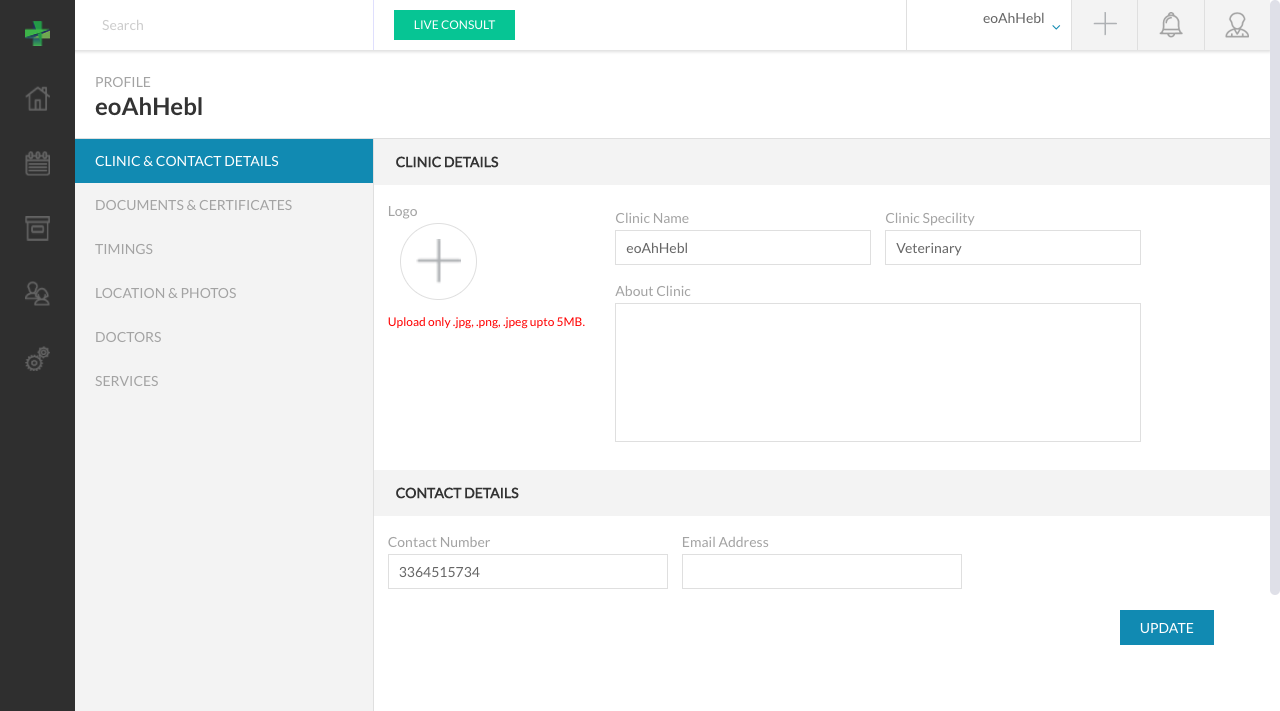 Search
LIVE CONSULT
eoAhHebl
PROFILE
eoAhHebl
CLINIC & CONTACT DETAILS
DOCUMENTS & CERTIFICATES
TIMINGS
LOCATION & PHOTOS
DOCTORS
SERVICES
CLINIC DETAILS
Logo
Upload only .jpg, .png, .jpeg upto 5MB.
Clinic Name
eoAhHebl
Clinic Specility
Veterinary
About Clinic
CONTACT DETAILS
Contact Number
3364515734
Email Address
UPDATE